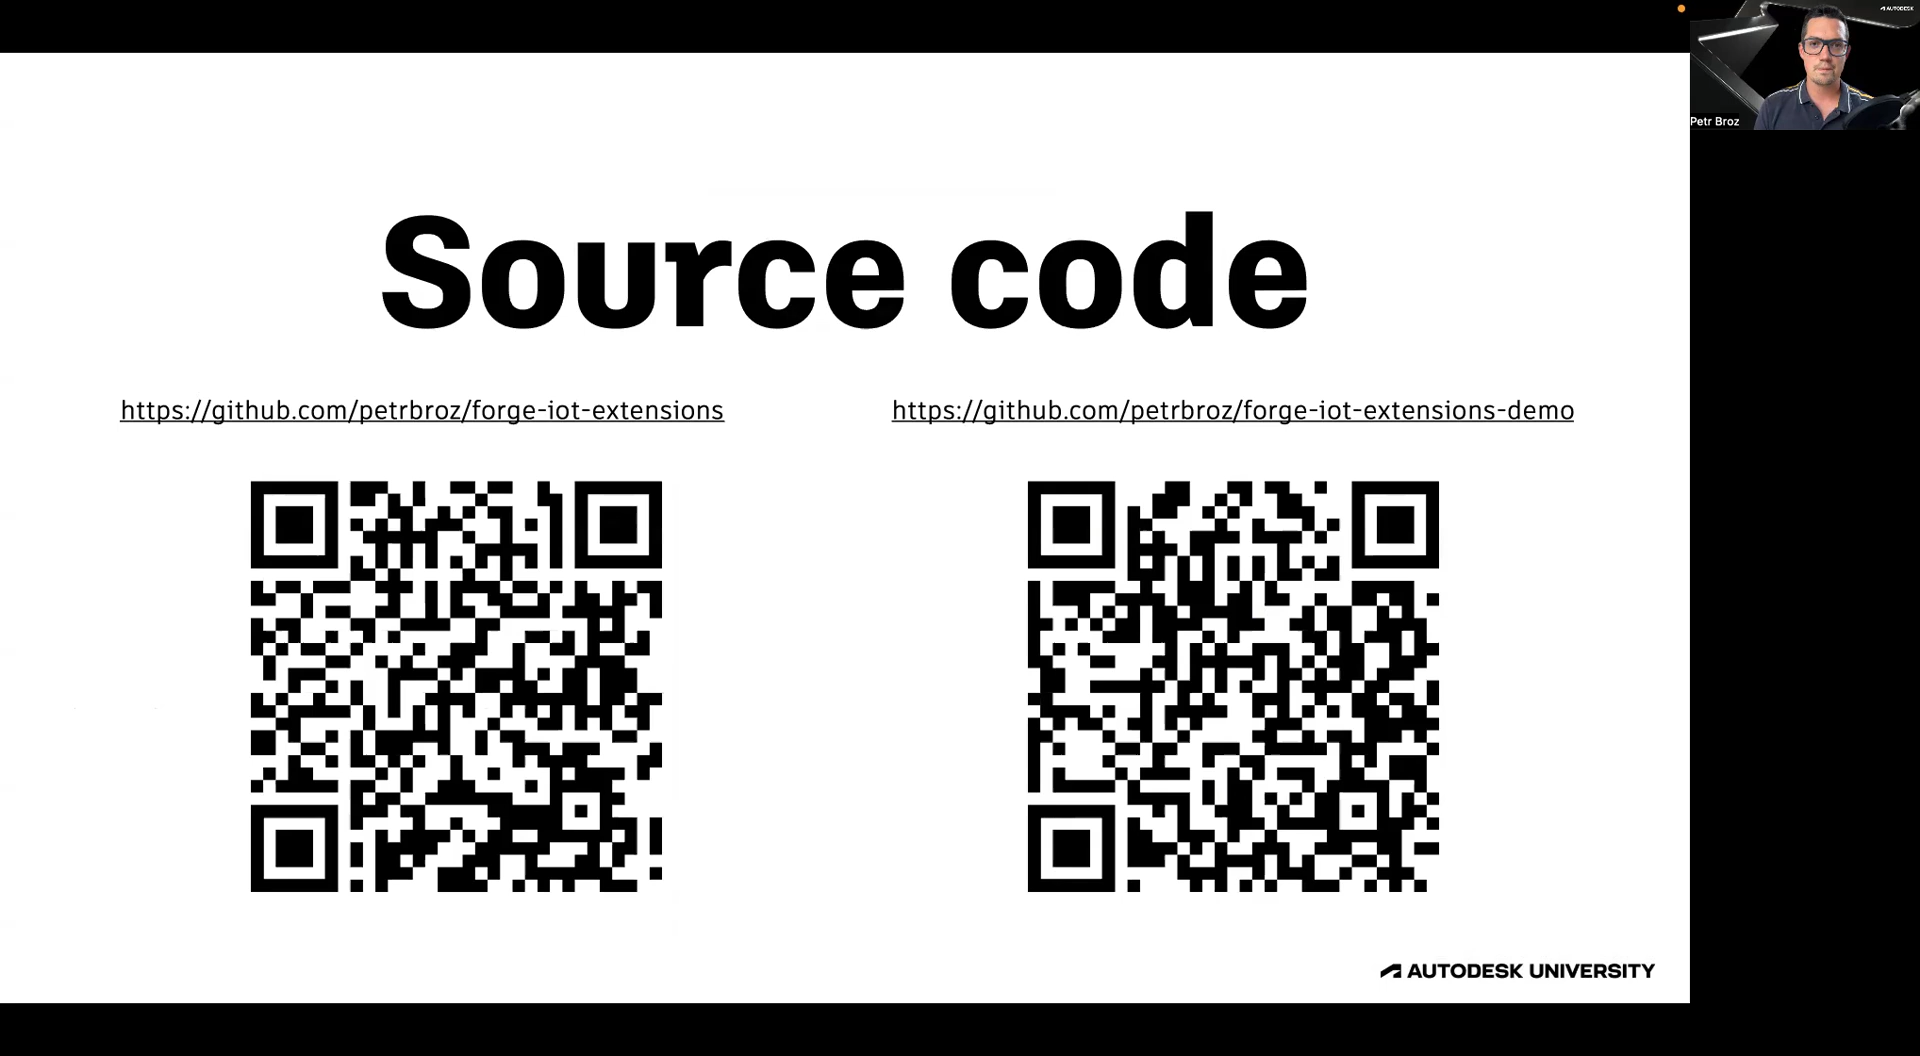 AUTODESK
Petr Broz
Source code
https://github.com/petrbroz/forge-iot-extensions
https://github.com/petrbroz/forge-iot-extensions-demo
AUTODESK UNIVERSITY